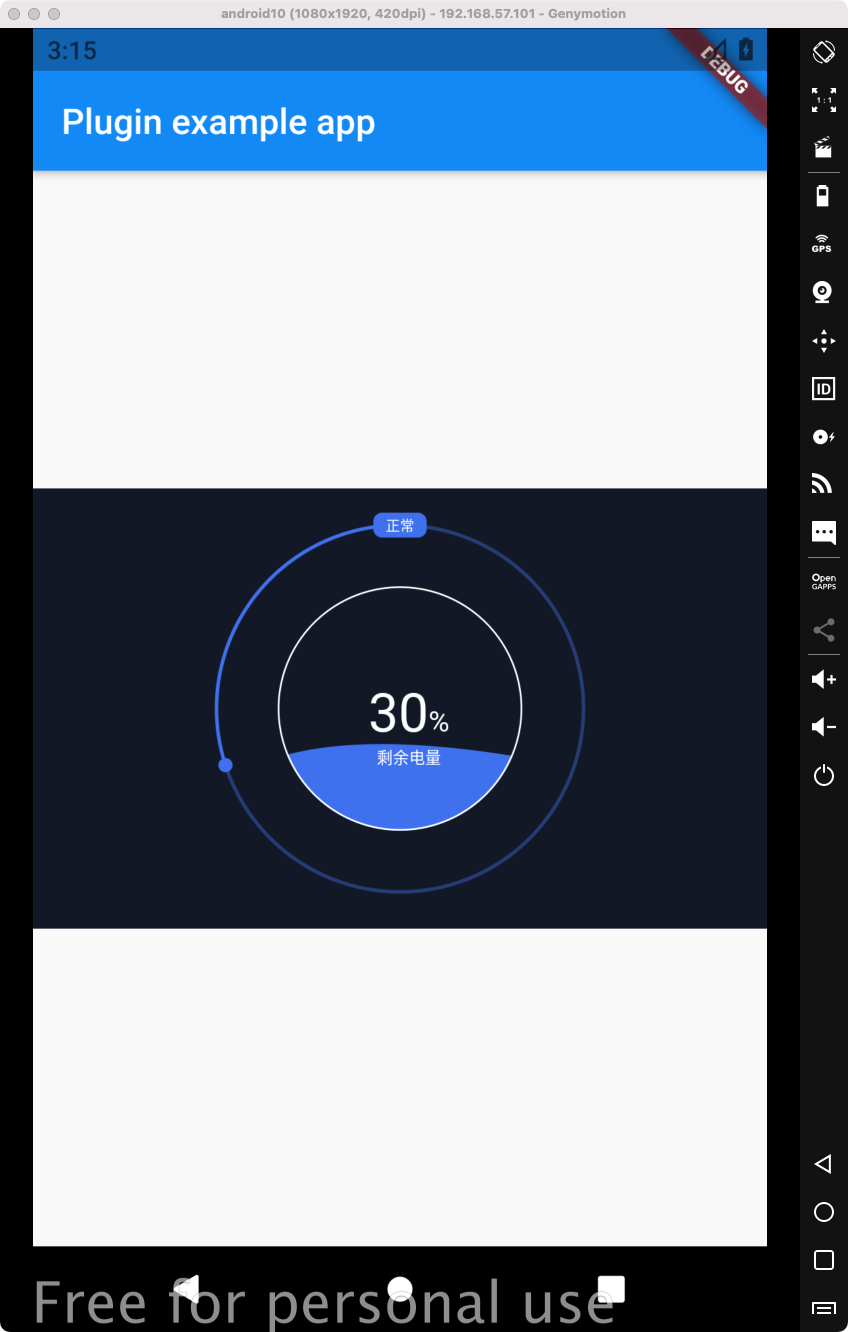 android10 (1080x1920, 420dpi) - 192.168.57.101 - Genymotion
3:15
DEBUG
Plugin example app
1:1
GPS
ID
正常
30%
剩余电量
Open
GAPPS
Free for personal use